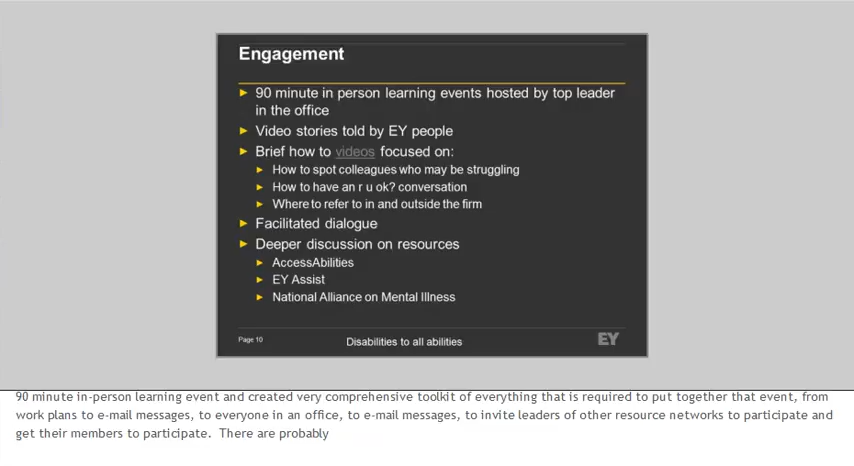 Engagement
90 minute in person learning events hosted by top leader
in the office
Video stories told by EY people
Brief how to videos focused on:
How to spot colleagues who may be struggling
How to have an r u ok? conversation
Where to refer to in and outside the firm
Facilitated dialogue
Deeper discussion on resources
AccessAbilities
EY Assist
National Alliance on Mental Illness
Page 10
Disabilities to all abilities
EY
90 minute in-person learning event and created very comprehensive toolkit of everything that is required to put together that event, from
work plans to e-mail messages, to everyone in an office, to e-mail messages, to invite leaders of other resource networks to participate and
get their members to participate.  There are probably